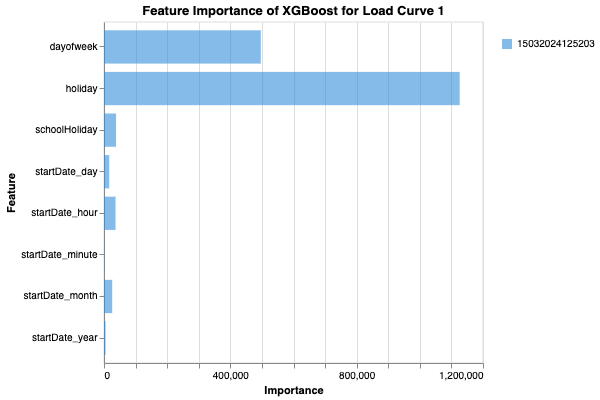 Feature Importance of XGBoost for Load Curve 1
15032024125203
dayofweek
holiday
schoolHoliday
startDate_day
startDate_hour
startDate_minute
startDate_month
startDate_year
Feature
0 400,000 800,000 1,200,000
Importance